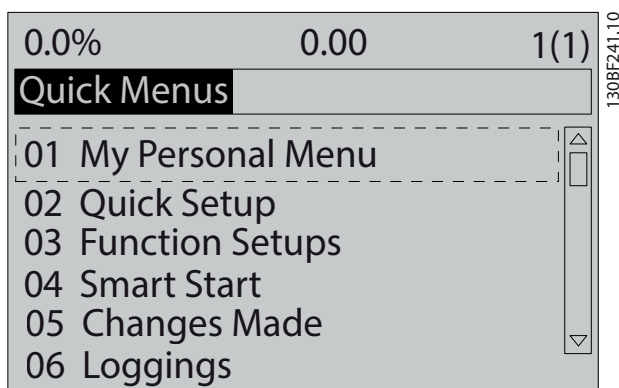 0.0% 0.00 1(1)
Quick Menus
01 My Personal Menu
02 Quick Setup
03 Function Setups
04 Smart Start
05 Changes Made
06 Loggings
130BF241.10